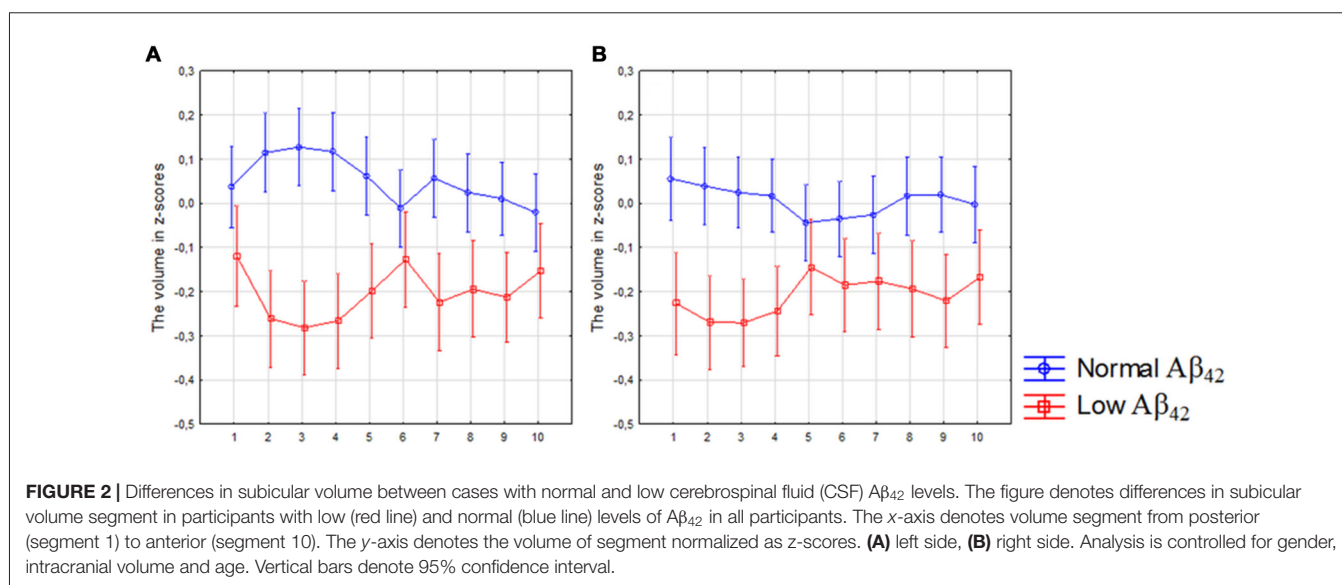 A
B
The volume in z-scores
0,3
0,2
0,1
0,0
-0,1
-0,2
-0,3
-0,4
-0,5
1 2 3 4 5 6 7 8 9 10
The volume in z-scores
0,3
0,2
0,1
0,0
-0,1
-0,2
-0,3
-0,4
-0,5
1 2 3 4 5 6 7 8 9 10
Normal Aβ₄₂
Low Aβ₄₂
FIGURE 2 | Differences in subicular volume between cases with normal and low cerebrospinal fluid (CSF) Aβ₄₂ levels. The figure denotes differences in subicular
volume segment in participants with low (red line) and normal (blue line) levels of Aβ₄₂ in all participants. The x-axis denotes volume segment from posterior
(segment 1) to anterior (segment 10). The y-axis denotes the volume of segment normalized as z-scores. (A) left side, (B) right side. Analysis is controlled for gender,
intracranial volume and age. Vertical bars denote 95% confidence interval.